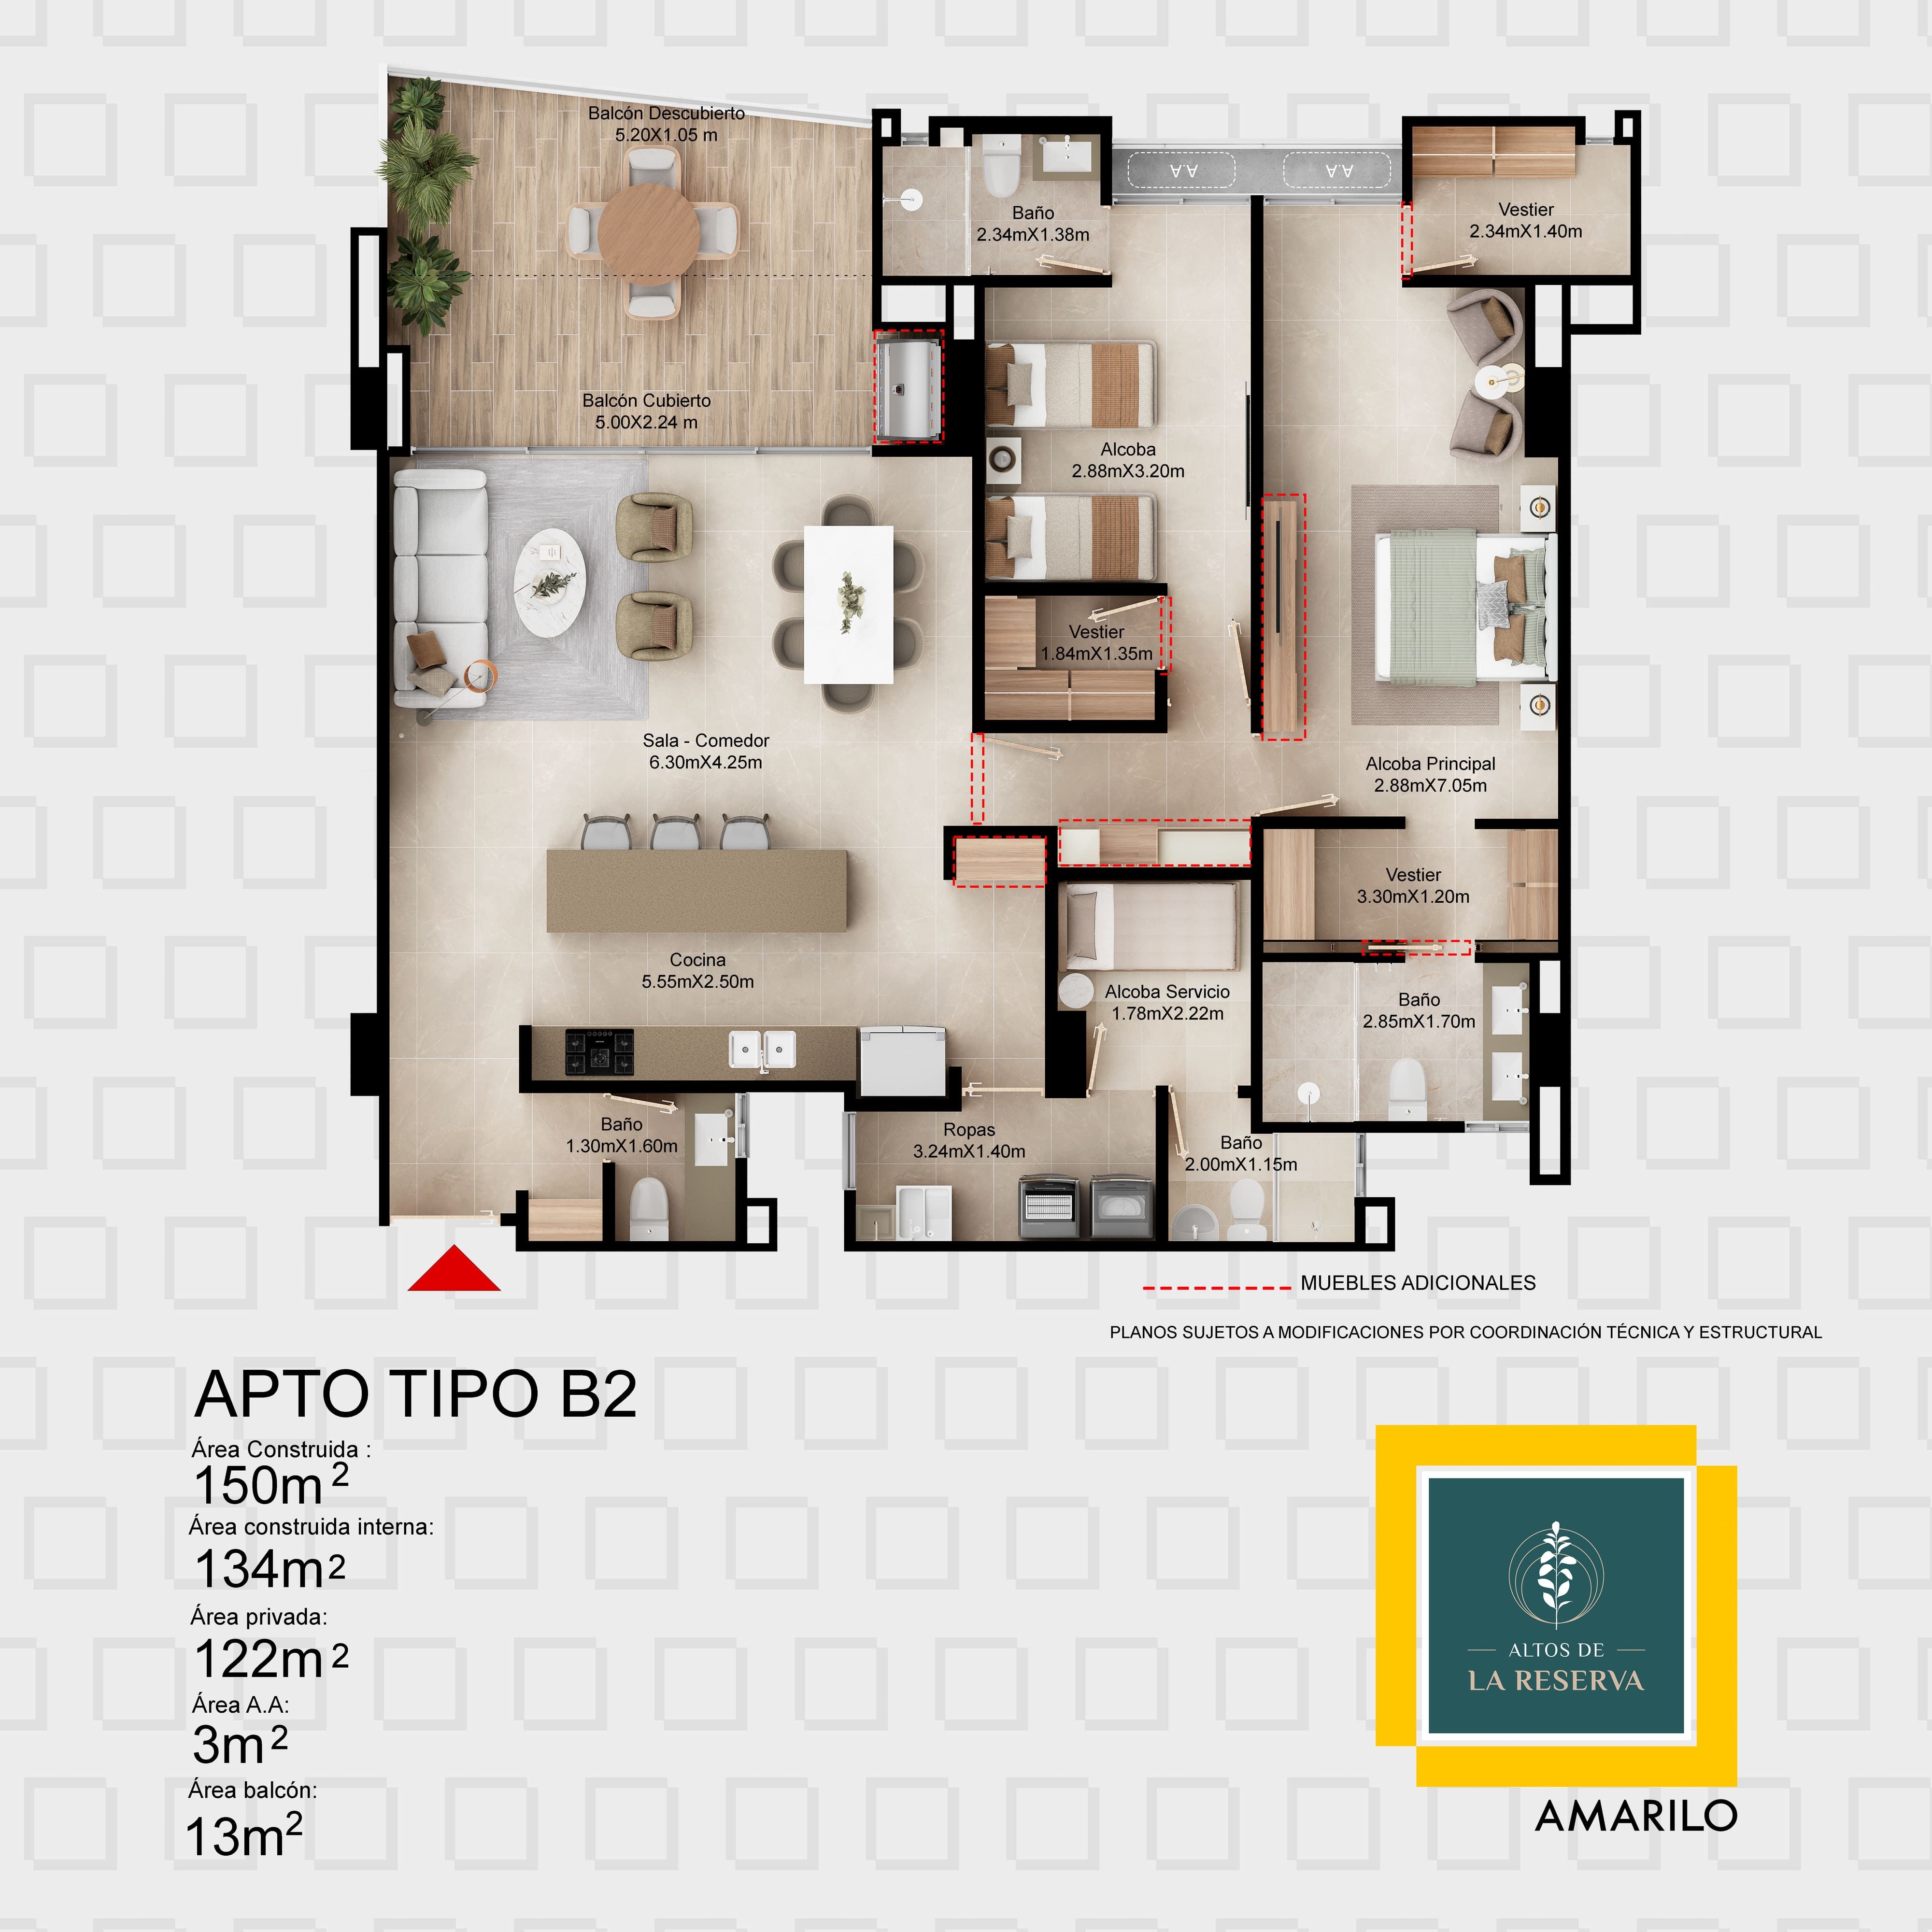 Balcón Descubierto
5.20X1.05 m
A.A
A.A
Baño
2.34mX1.38m
Vestier
2.34mX1.40m
Balcón Cubierto
5.00X2.24 m
Alcoba
2.88mX3.20m
Vestier
1.84mX1.35m
Sala - Comedor
6.30mX4.25m
Alcoba Principal
2.88mX7.05m
Vestier
3.30mX1.20m
Cocina
5.55mX2.50m
Alcoba Servicio
1.78mX2.22m
Baño
2.85mX1.70m
Baño
1.30mX1.60m
Ropas
3.24mX1.40m
Baño
2.00mX1.15m
MUEBLES ADICIONALES
PLANOS SUJETOS A MODIFICACIONES POR COORDINACIÓN TÉCNICA Y ESTRUCTURAL
APTO TIPO B2
Área Construida :
150m²
Área construida interna:
134m²
Área privada:
122m²
Área A.A:
3m²
Área balcón:
13m²
ALTOS DE
LA RESERVA
AMARILO